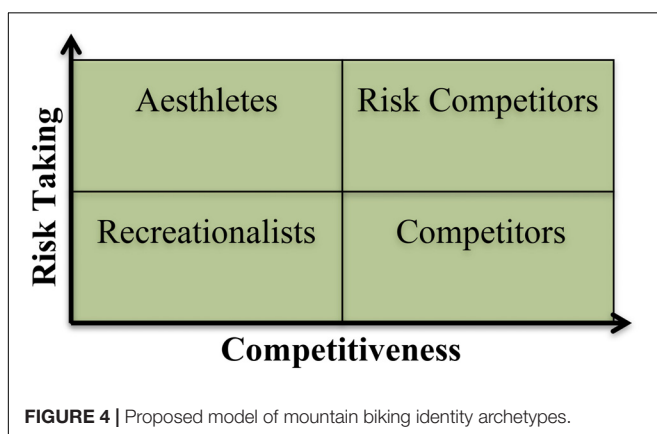 Risk Taking
Aesthletes
Risk Competitors
Recreationalists
Competitors
Competitiveness
FIGURE 4 | Proposed model of mountain biking identity archetypes.